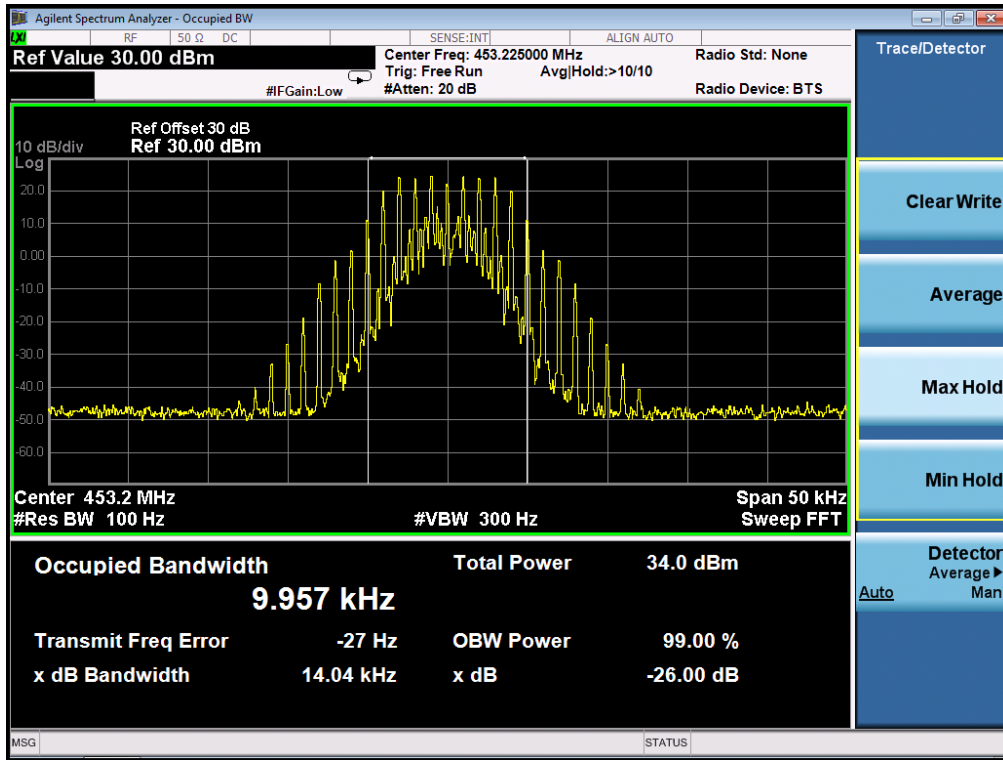 Agilent Spectrum Analyzer - Occupied BW
LXI RF 50 Ω DC SENSE:INT ALIGN AUTO
Ref Value 30.00 dBm
Center Freq: 453.225000 MHz Radio Std: None
Trig: Free Run Avg|Hold:>10/10
#IFGain:Low #Atten: 20 dB Radio Device: BTS
Ref Offset 30 dB
10 dB/div Ref 30.00 dBm
Log
20.0
10.0
0.00
-10.0
-20.0
-30.0
-40.0
-50.0
-60.0
Center 453.2 MHz Span 50 kHz
#Res BW 100 Hz #VBW 300 Hz Sweep FFT
Occupied Bandwidth Total Power 34.0 dBm
9.957 kHz
Transmit Freq Error -27 Hz OBW Power 99.00 %
x dB Bandwidth 14.04 kHz x dB -26.00 dB
MSG STATUS
Trace/Detector
Clear Write
Average
Max Hold
Min Hold
Detector
Average
Auto Man